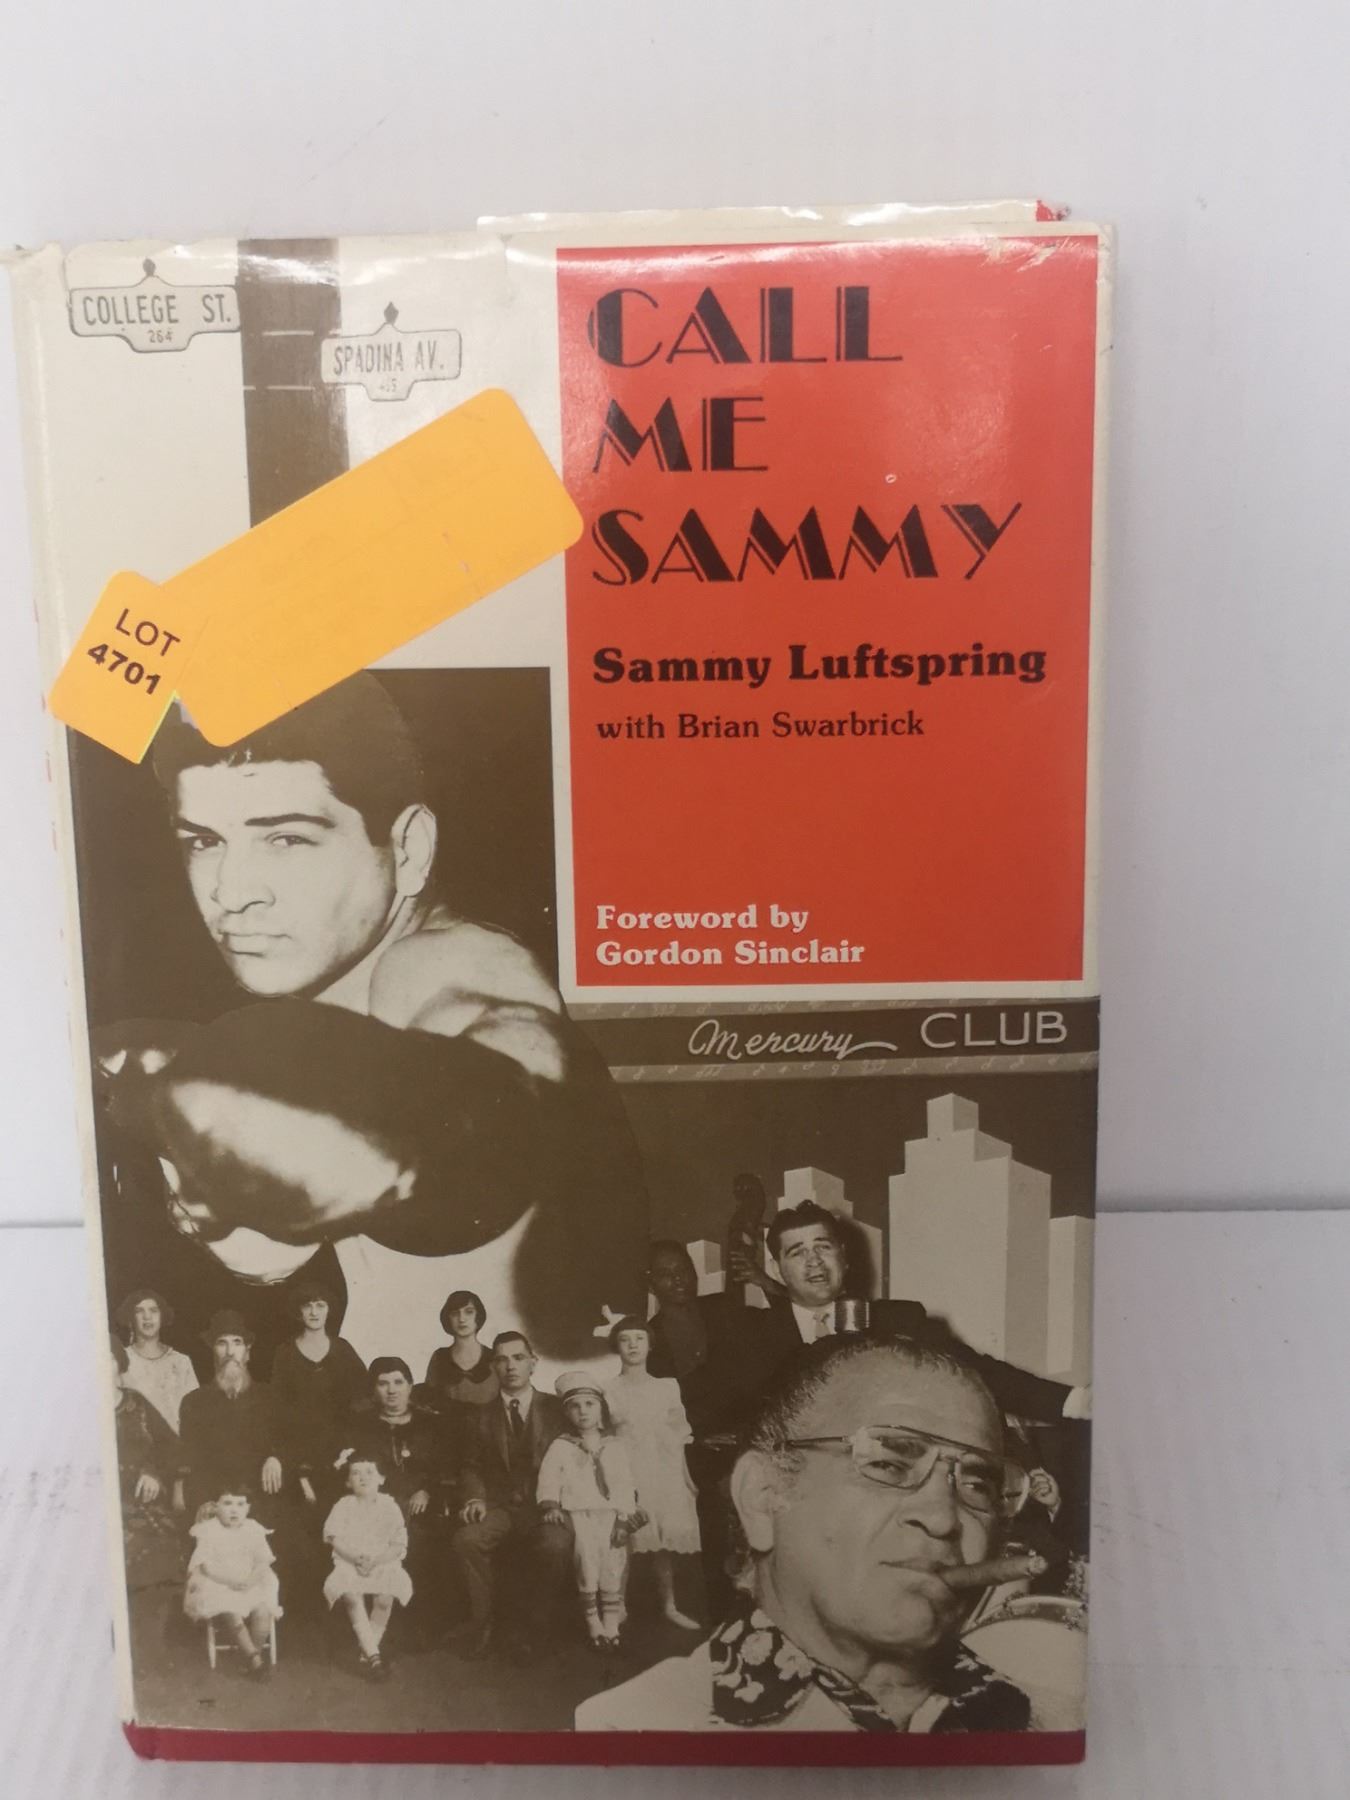 COLLEGE ST.
264
SPADINA AV.
CALL
ME
SAMMY
LOT
4701
Sammy Luftspring
with Brian Swarbrick
Foreword by
Gordon Sinclair
Mercury CLUB